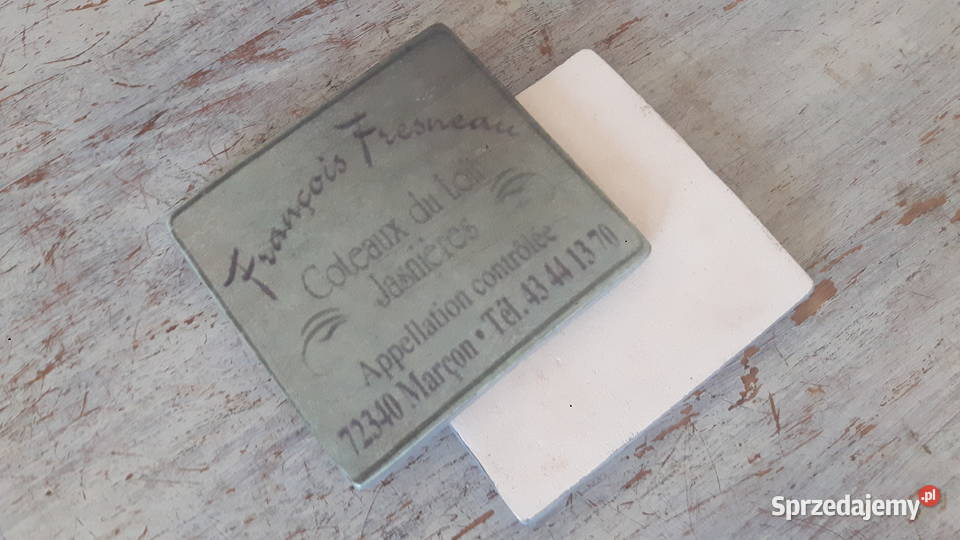 François Fresneau
Coteaux du Loir
Jasnières
Appellation contrôlée
72340 Marçon • Tél. 43 44 13 70
Sprzedajemy.pl